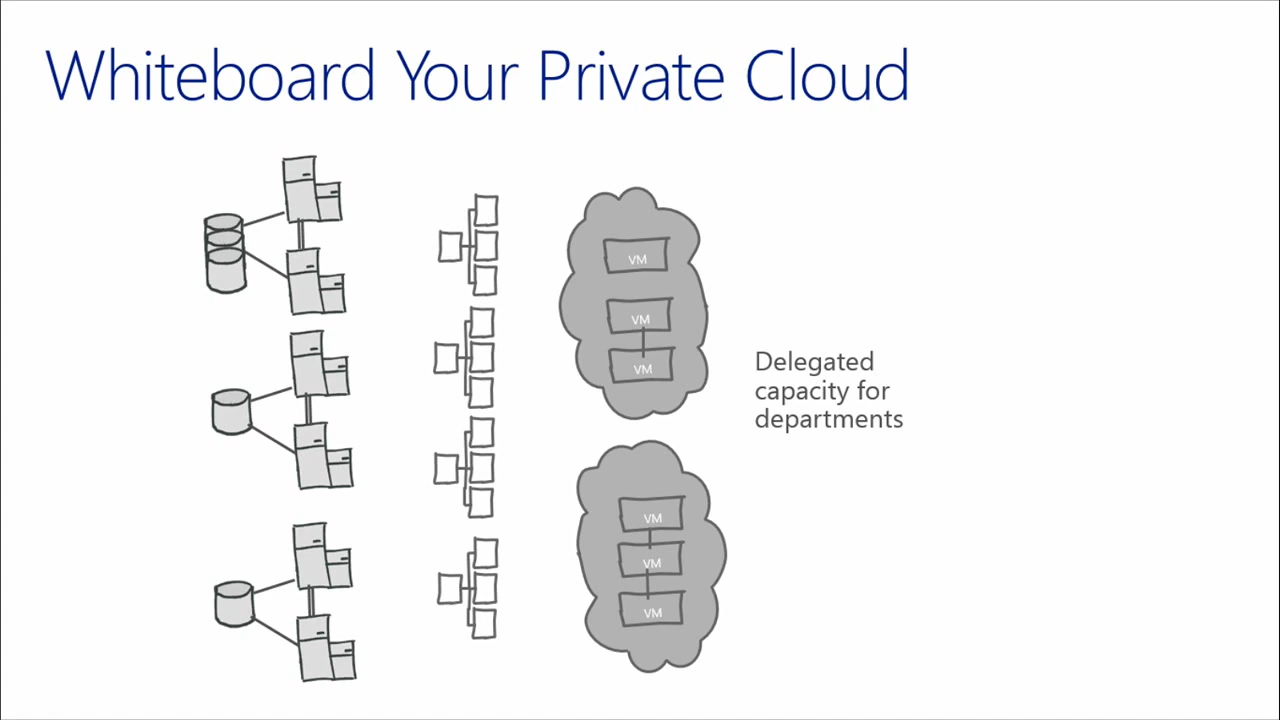 Whiteboard Your Private Cloud
VM
VM
VM
Delegated
capacity for
departments
VM
VM
VM